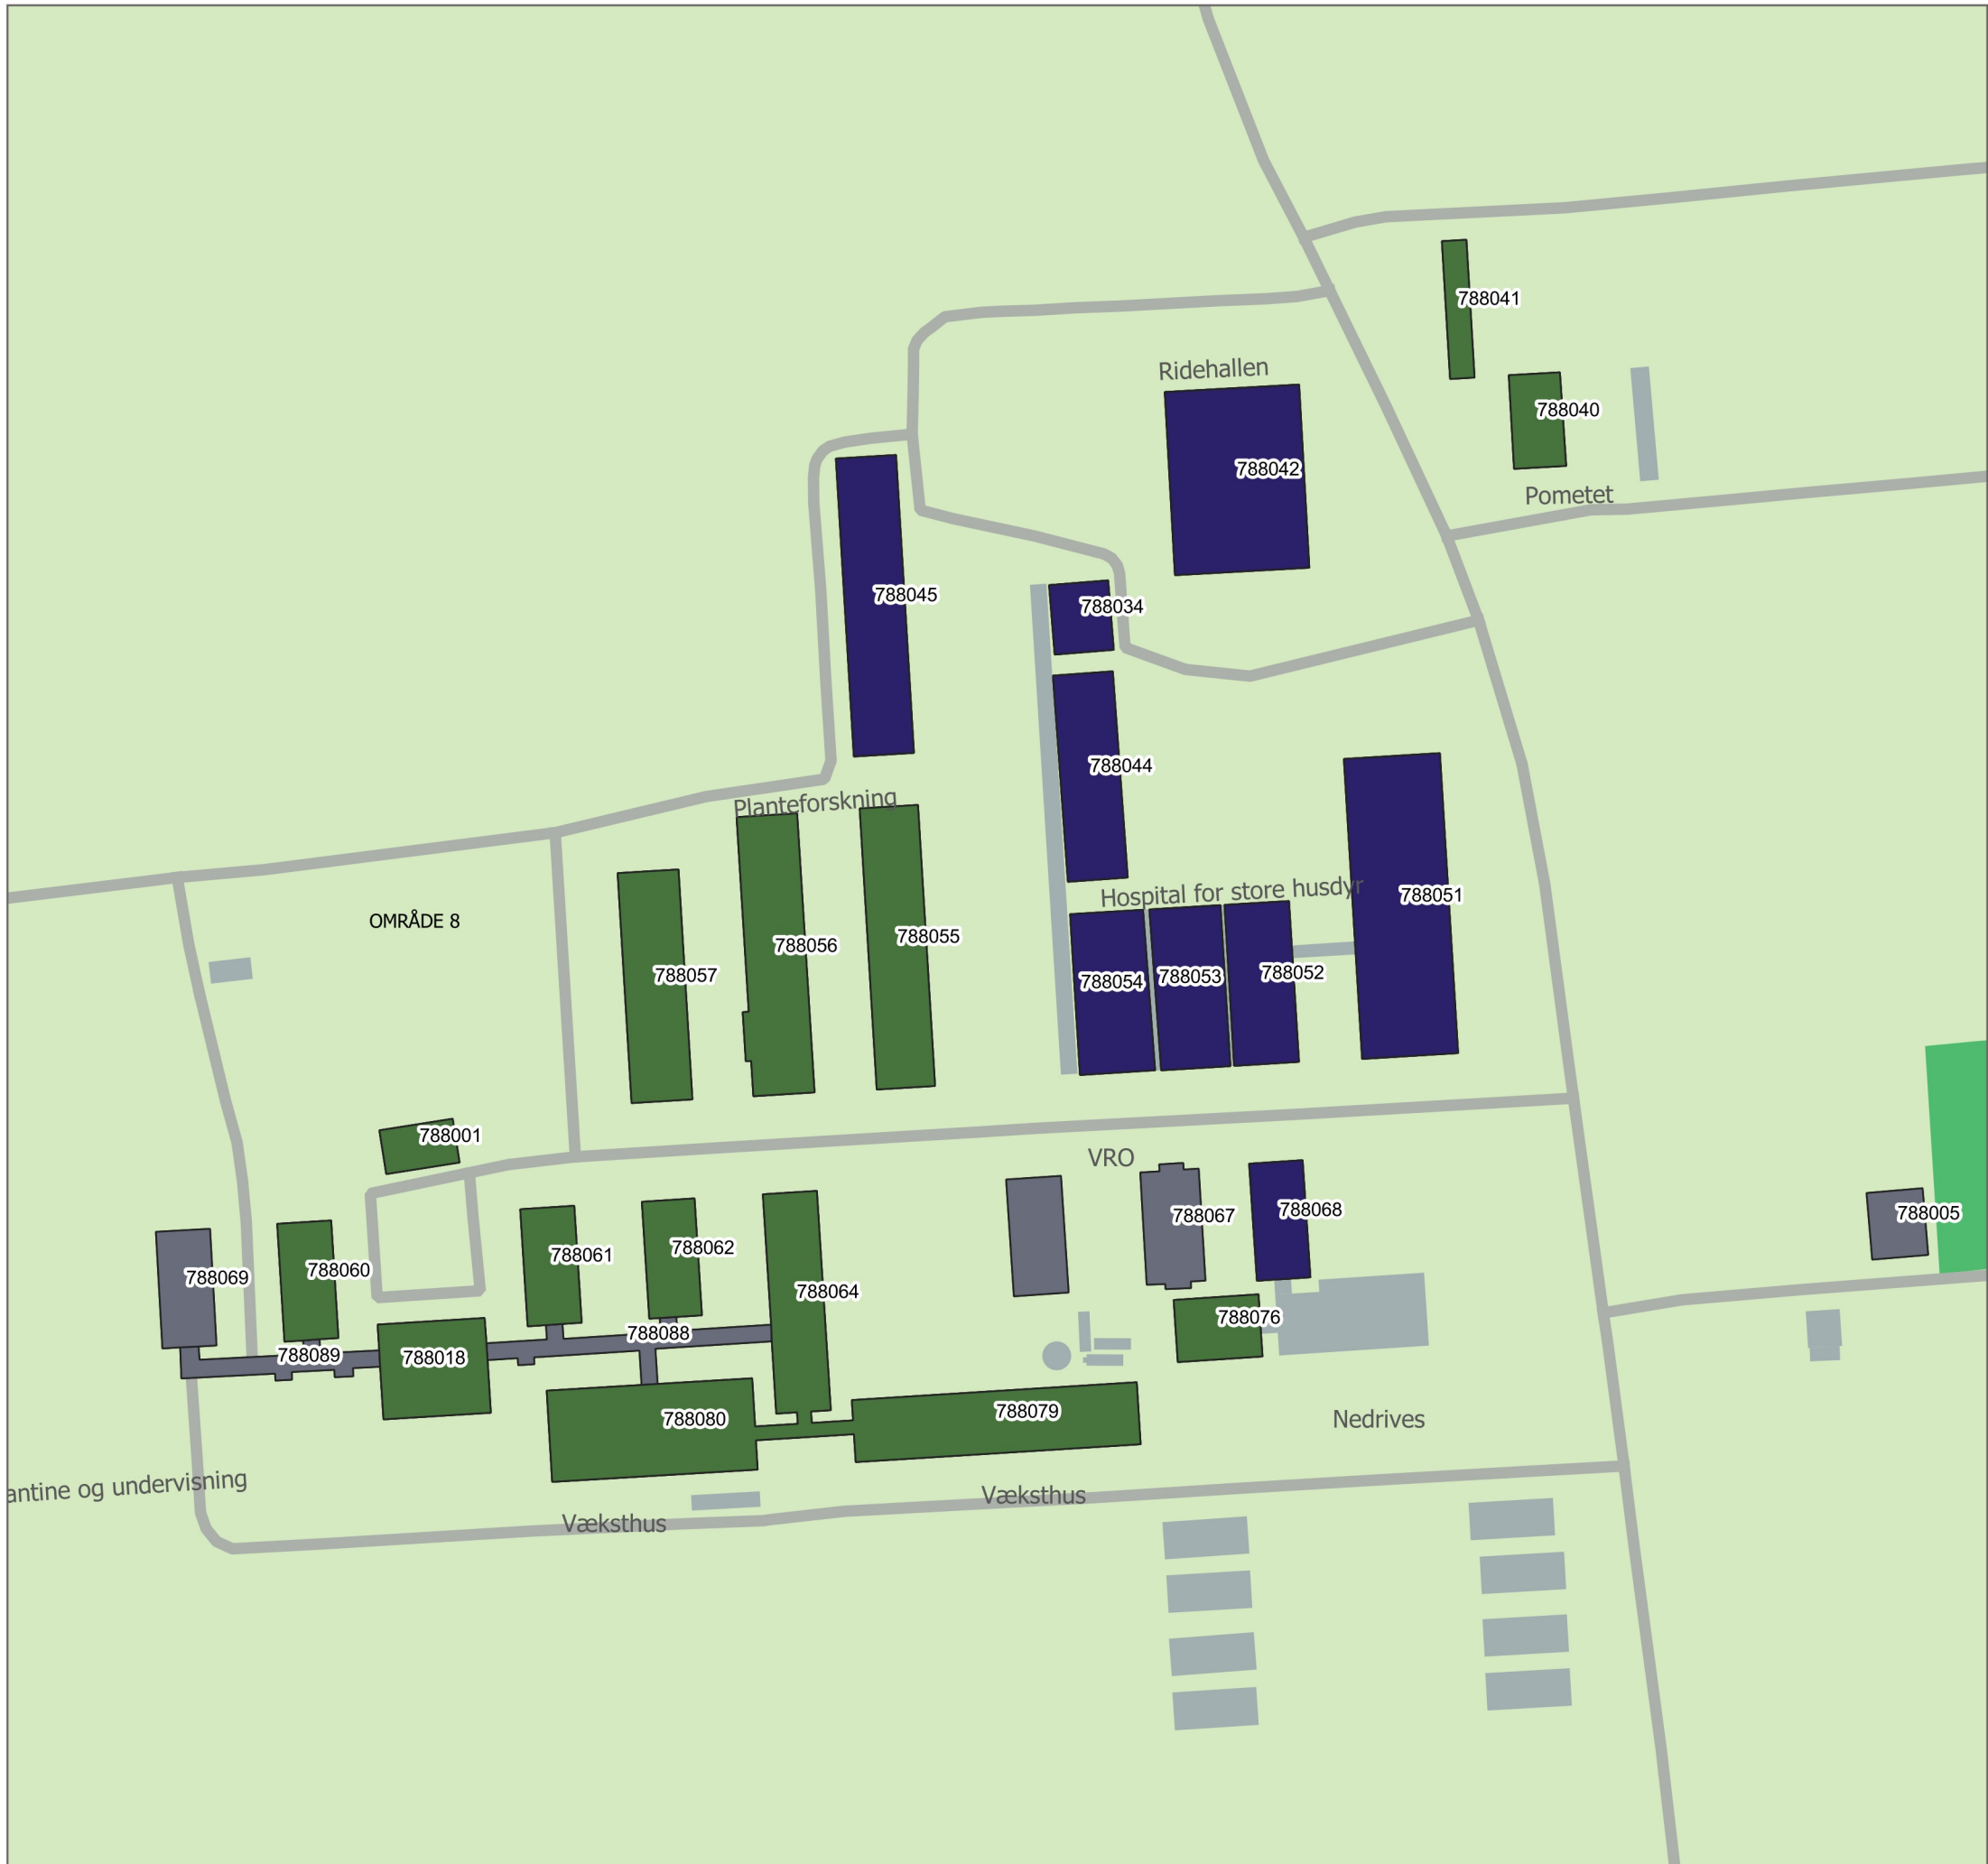 788041
Ridehallen
788040
788042
Pometet
788045
788034
788044
Planteforskning
Hospital for store husdyr
788051
OMRÅDE 8
788055
788056
788057
788052
788053
788054
788001
VRO
788067
788068
788005
788062
788061
788060
788069
788064
788076
788088
788089
788018
788079
788080
Nedrives
antine og undervisning
Væksthus
Væksthus